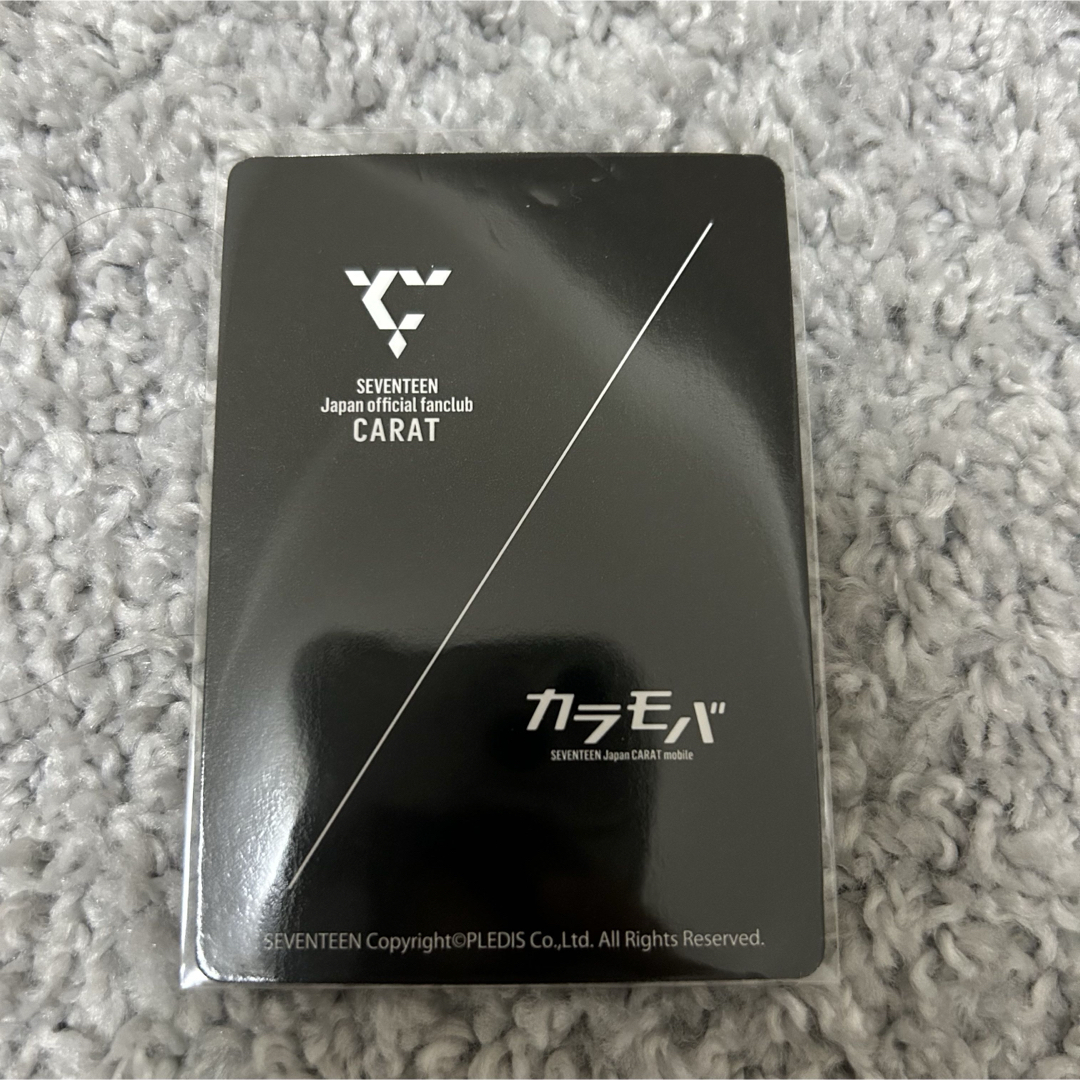 SEVENTEEN
Japan official fanclub
CARAT
カラモバ
SEVENTEEN Japan CARAT mobile
SEVENTEEN Copyright©PLEDIS Co.,Ltd. All Rights Reserved.